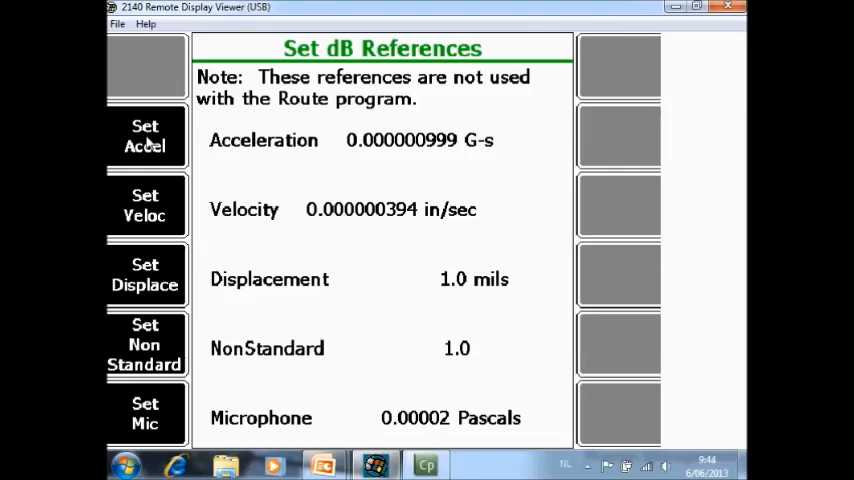 2140 Remote Display Viewer (USB)
File Help
Set dB References
Note: These references are not used
with the Route program.
Set
Accel
Acceleration 0.000000999 G-s
Set
Veloc
Velocity 0.000000394 in/sec
Set
Displace
Displacement 1.0 mils
Set
Non
Standard
NonStandard 1.0
Set
Mic
Microphone 0.00002 Pascals
Cp
NL
9:44
6/06/2013